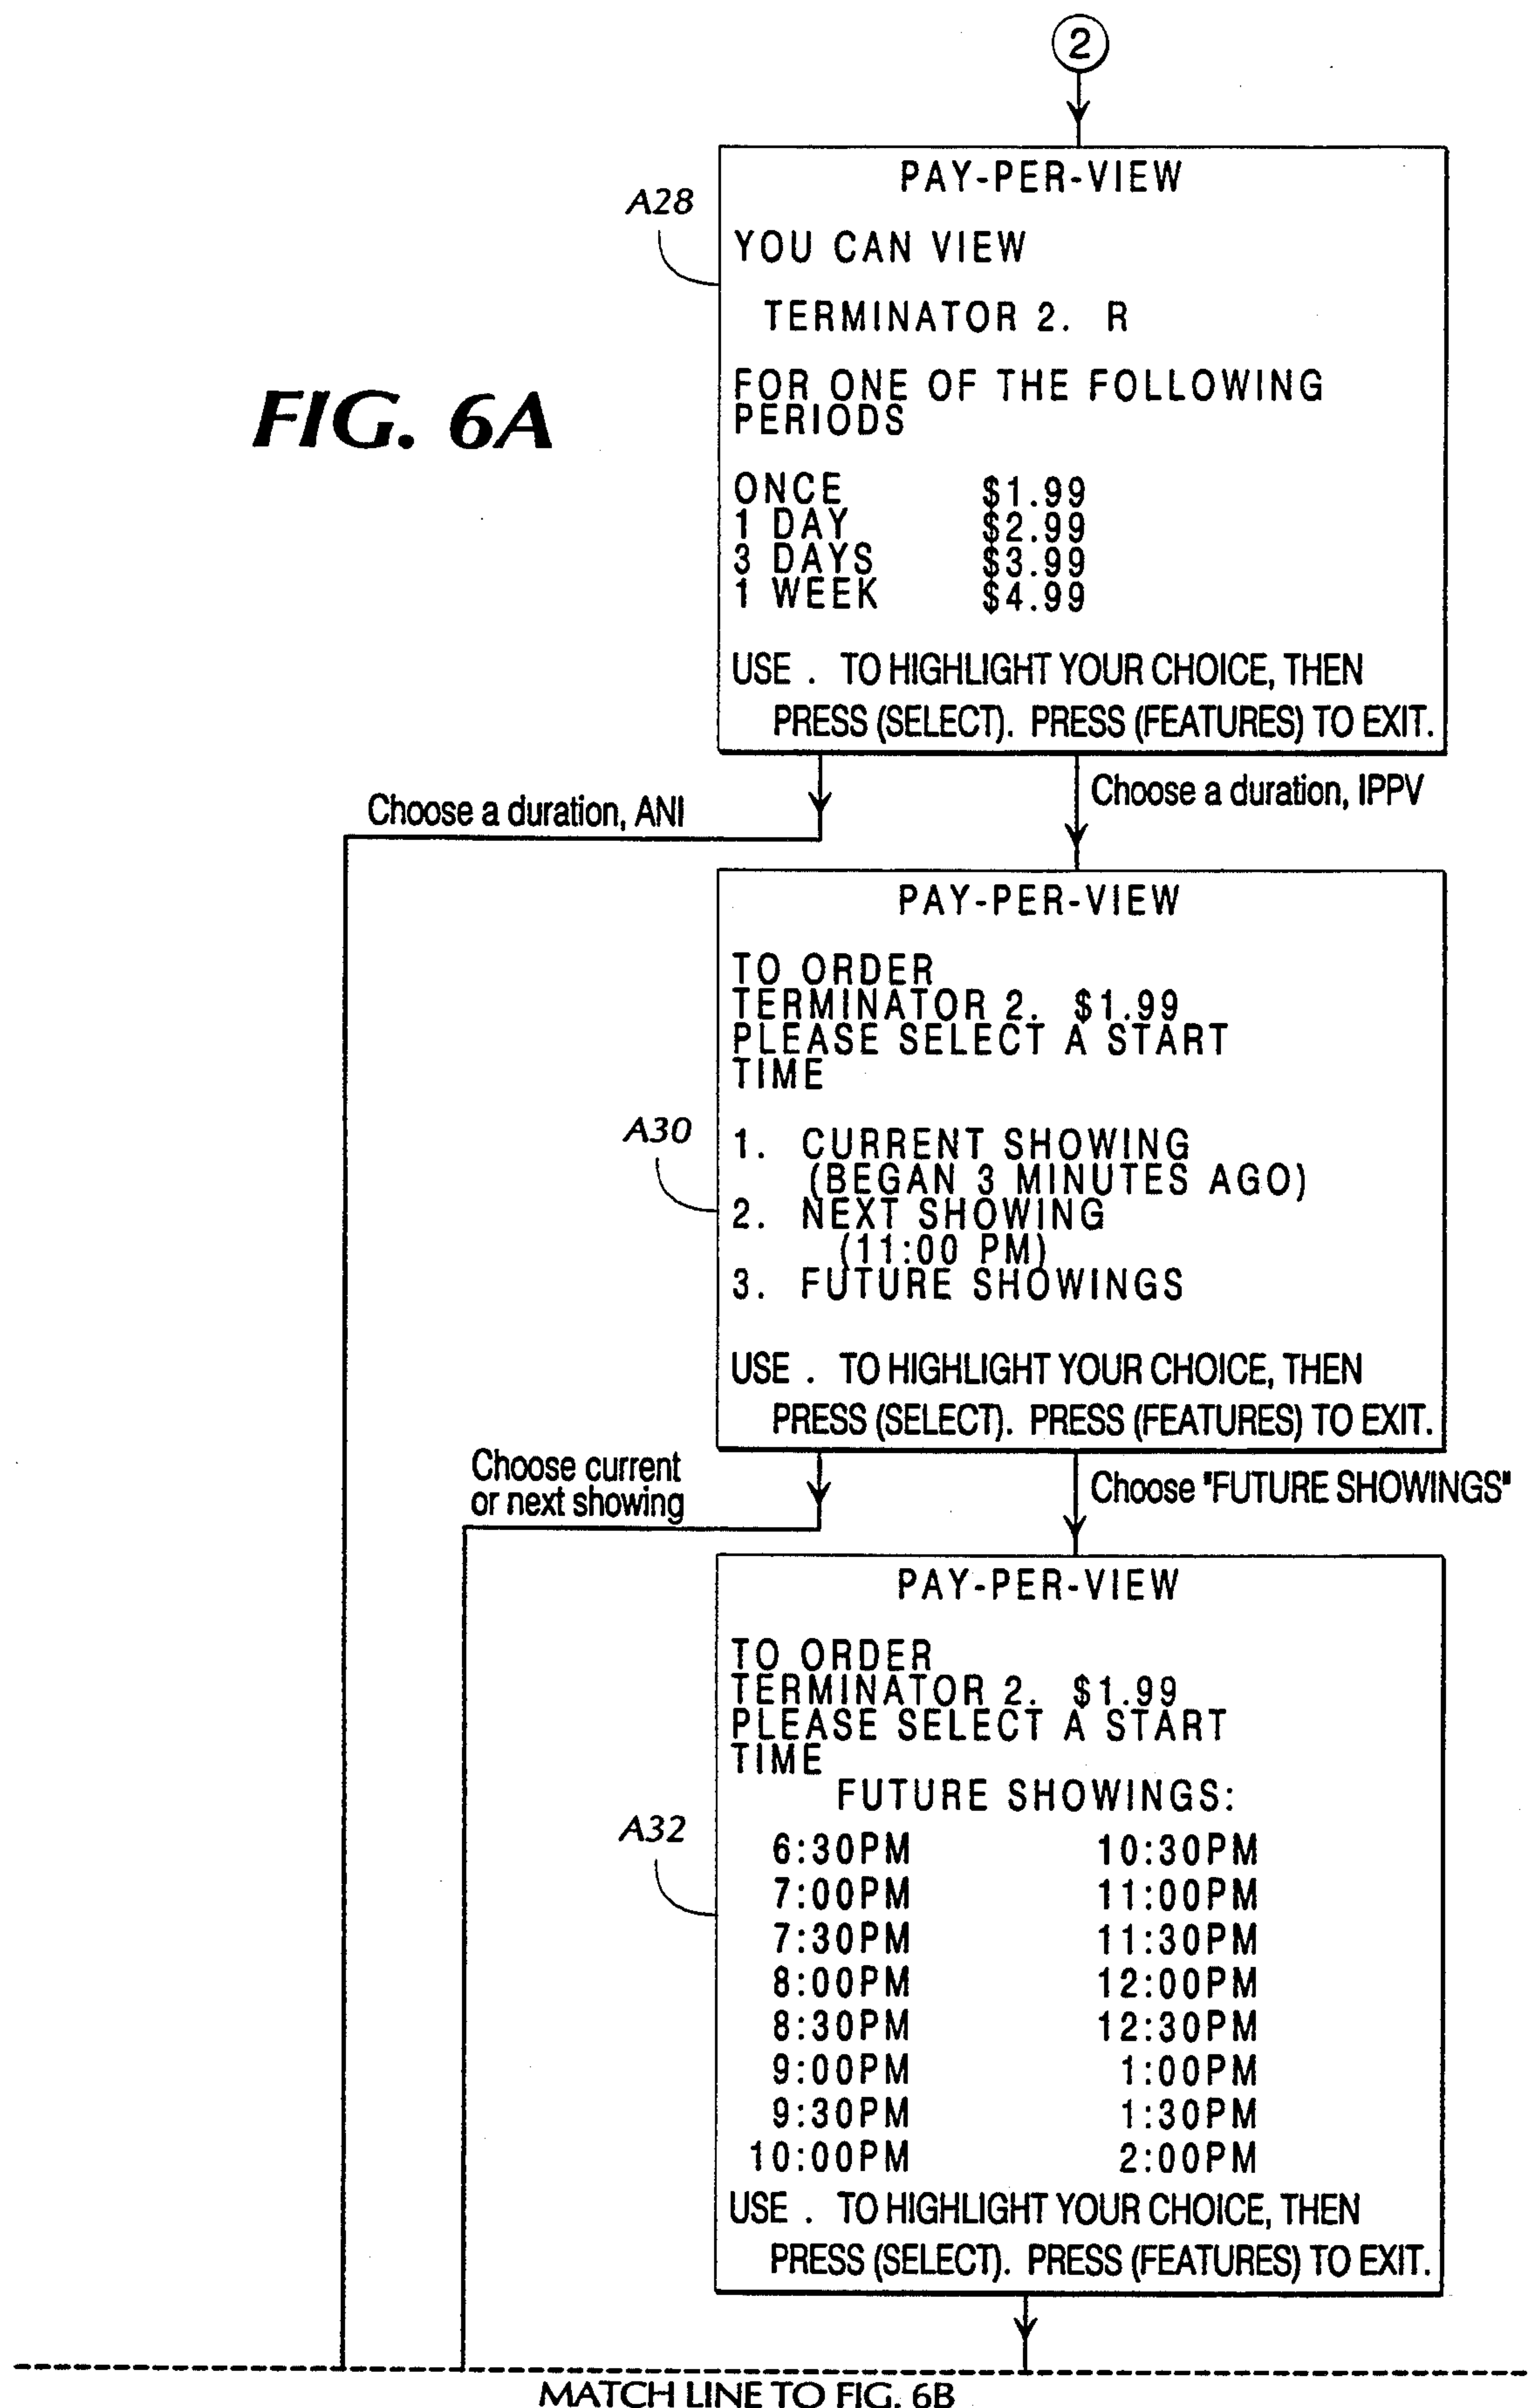 2
PAY-PER-VIEW
A28
YOU CAN VIEW
TERMINATOR 2. R
FIG. 6A
FOR ONE OF THE FOLLOWING
PERIODS
ONCE $1.99
1 DAY $2.99
3 DAYS $3.99
1 WEEK $4.99
USE . TO HIGHLIGHT YOUR CHOICE, THEN
PRESS (SELECT). PRESS (FEATURES) TO EXIT.
Choose a duration, ANI
Choose a duration, IPPV
PAY-PER-VIEW
TO ORDER
TERMINATOR 2. $1.99
PLEASE SELECT A START
TIME
A30
1. CURRENT SHOWING
(BEGAN 3 MINUTES AGO)
2. NEXT SHOWING
(11:00 PM)
3. FUTURE SHOWINGS
USE . TO HIGHLIGHT YOUR CHOICE, THEN
PRESS (SELECT). PRESS (FEATURES) TO EXIT.
Choose current
or next showing
Choose "FUTURE SHOWINGS"
PAY-PER-VIEW
TO ORDER
TERMINATOR 2. $1.99
PLEASE SELECT A START
TIME
FUTURE SHOWINGS:
A32
6:30PM 10:30PM
7:00PM 11:00PM
7:30PM 11:30PM
8:00PM 12:00PM
8:30PM 12:30PM
9:00PM 1:00PM
9:30PM 1:30PM
10:00PM 2:00PM
USE . TO HIGHLIGHT YOUR CHOICE, THEN
PRESS (SELECT). PRESS (FEATURES) TO EXIT.
MATCH LINE TO FIG. 6B